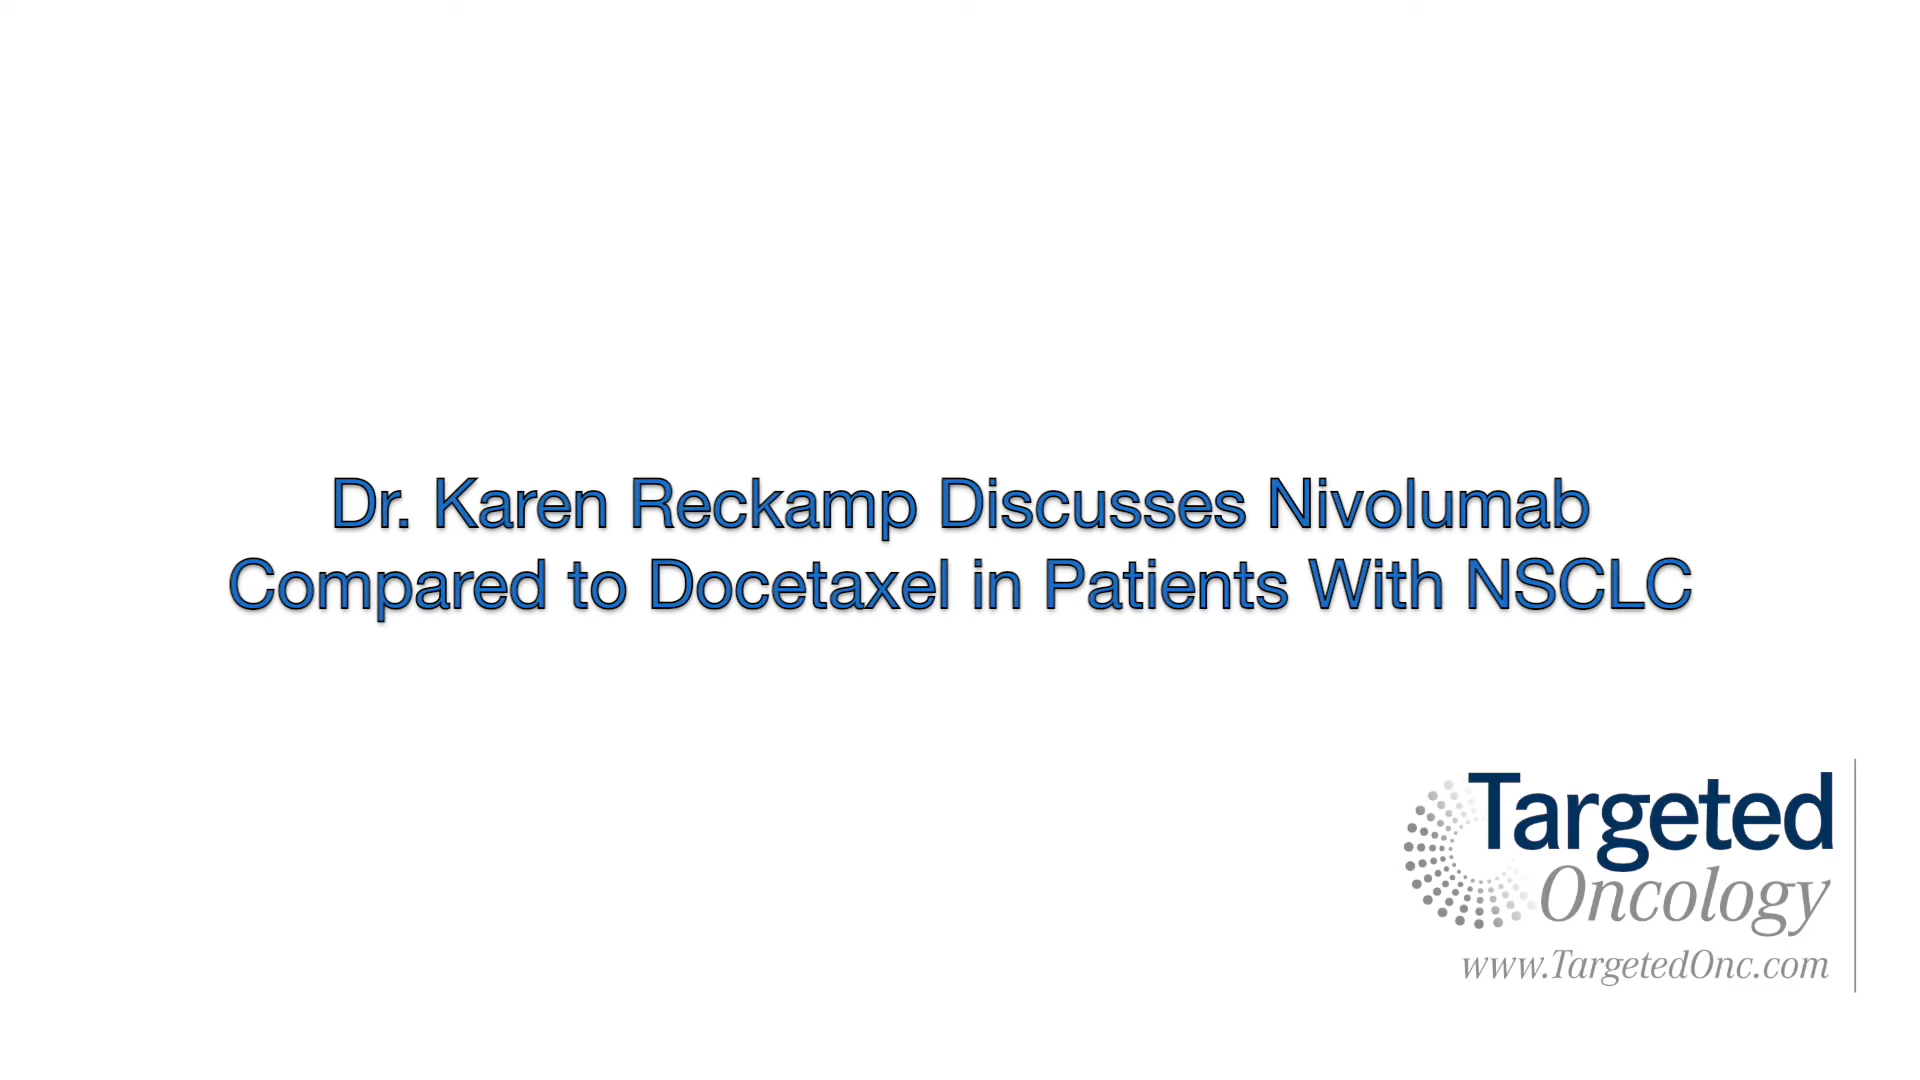 Dr. Karen Reckamp Discusses Nivolumab
Compared to Docetaxel in Patients With NSCLC
Targeted
Oncology
www.TargetedOnc.com